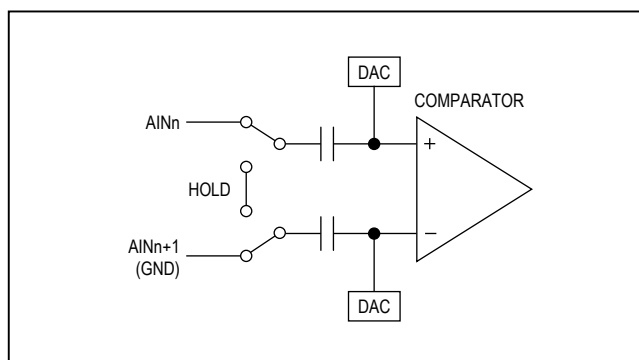 DAC
COMPARATOR
AINn
+
HOLD
AINn+1
(GND)
−
DAC